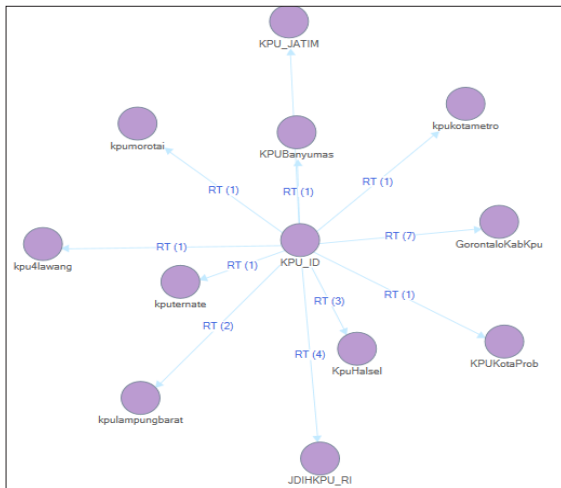 KPU_JATIM
kpumorotai
kpukotametro
KPUBanyumas
RT (1)
RT (1)
RT (1)
GorontaloKabKpu
RT (7)
kpu4lawang
RT (1)
KPU_ID
RT (1)
kputernate
RT (3)
RT (1)
RT (2)
RT (4)
KpuHalsel
KPUKotaProb
kpulampungbarat
JDIHKPU_RI